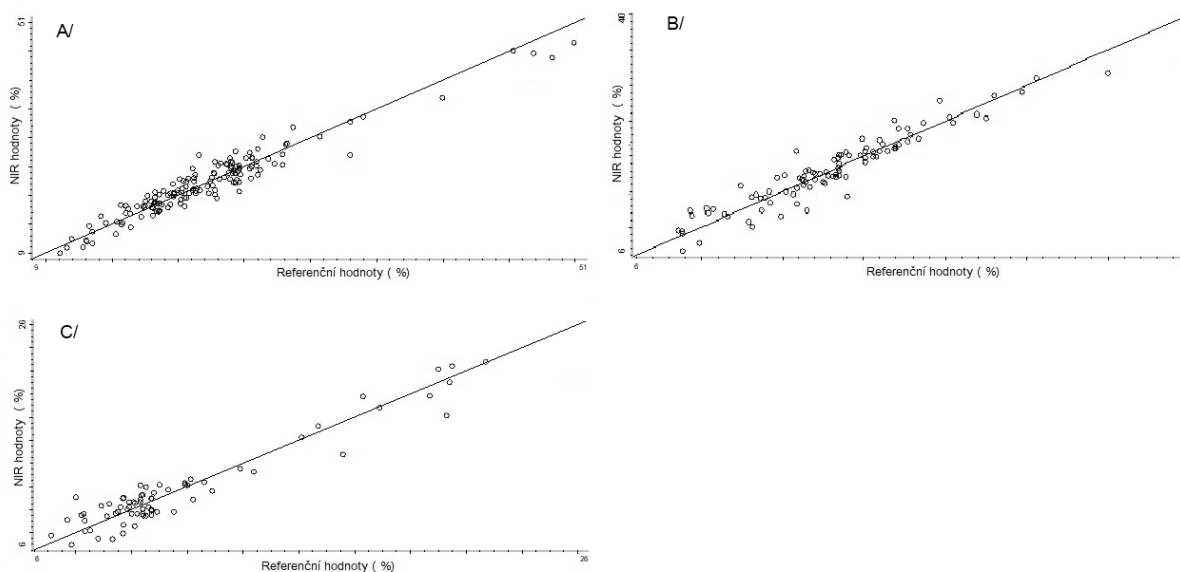 A/
51
NIR hodnoty ( %)
9
9
Referenční hodnoty ( %)
51
B/
40
NIR hodnoty ( %)
6
6
Referenční hodnoty ( %)
C/
26
NIR hodnoty ( %)
6
6
Referenční hodnoty ( %)
26